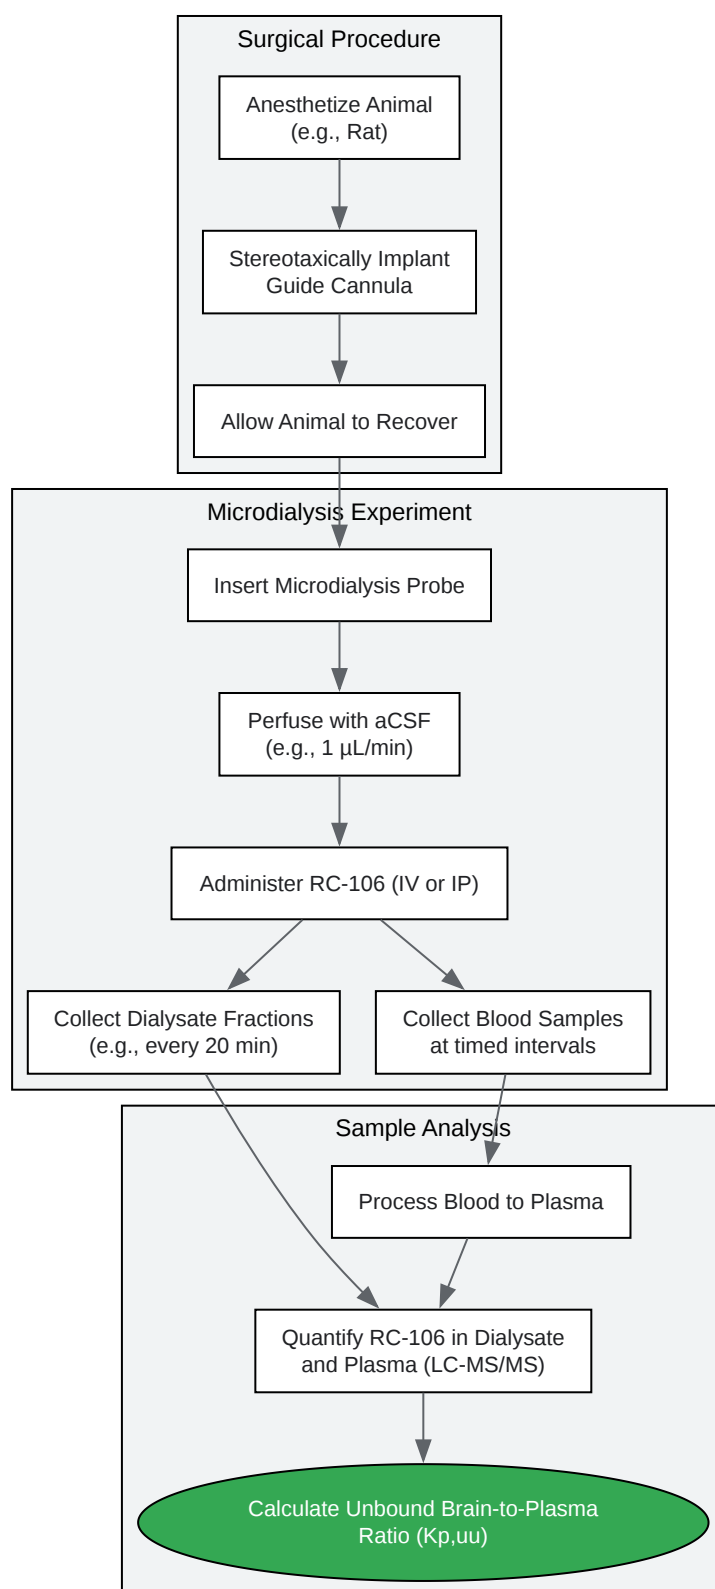 Surgical Procedure
Anesthetize Animal
(e.g., Rat)
Stereotaxically Implant
Guide Cannula
Allow Animal to Recover
Microdialysis Experiment
Insert Microdialysis Probe
Perfuse with aCSF
(e.g., 1 µL/min)
Administer RC-106 (IV or IP)
Collect Dialysate Fractions
(e.g., every 20 min)
Collect Blood Samples
at timed intervals
Sample Analysis
Process Blood to Plasma
Quantify RC-106 in Dialysate
and Plasma (LC-MS/MS)
Calculate Unbound Brain-to-Plasma
Ratio (Kp,uu)